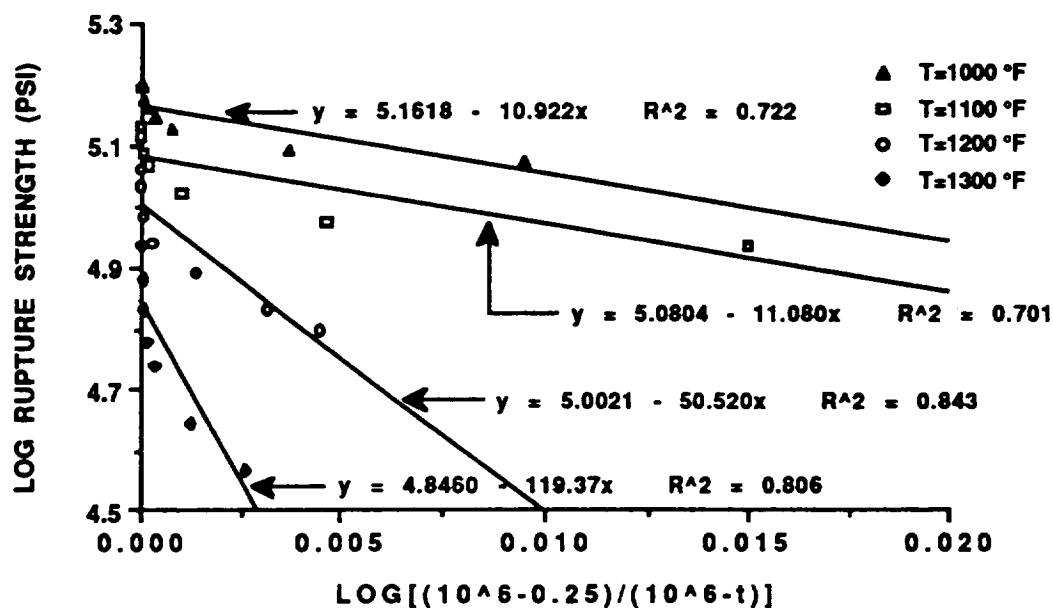 5.3
5.1
4.9
4.7
4.5
LOG RUPTURE STRENGTH (PSI)
T=1000 °F
T=1100 °F
T=1200 °F
T=1300 °F
y = 5.1618 - 10.922x R^2 = 0.722
y = 5.0804 - 11.080x R^2 = 0.701
y = 5.0021 - 50.520x R^2 = 0.843
y = 4.8460 - 119.37x R^2 = 0.806
0.000 0.005 0.010 0.015 0.020
LOG[(10^6-0.25)/(10^6-t)]